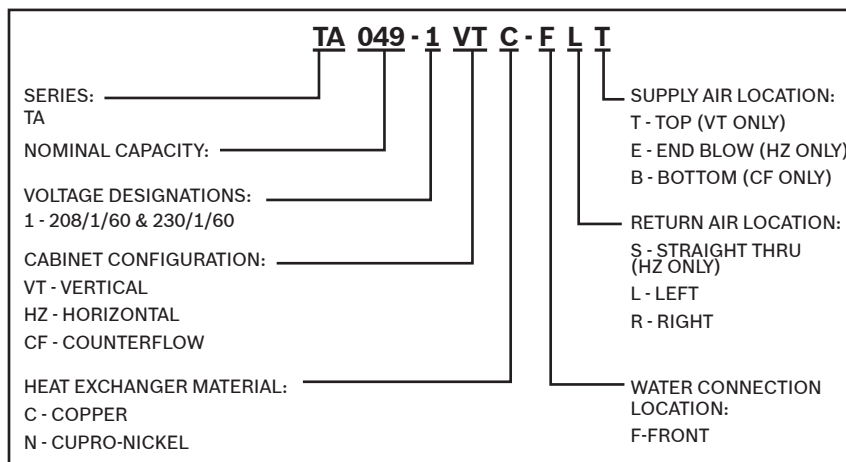 TA 049 - 1 VT C - F L T
SERIES:
TA
NOMINAL CAPACITY:
VOLTAGE DESIGNATIONS:
1 - 208/1/60 & 230/1/60
CABINET CONFIGURATION:
VT - VERTICAL
HZ - HORIZONTAL
CF - COUNTERFLOW
HEAT EXCHANGER MATERIAL:
C - COPPER
N - CUPRO-NICKEL
SUPPLY AIR LOCATION:
T - TOP (VT ONLY)
E - END BLOW (HZ ONLY)
B - BOTTOM (CF ONLY)
RETURN AIR LOCATION:
S - STRAIGHT THRU
(HZ ONLY)
L - LEFT
R - RIGHT
WATER CONNECTION
LOCATION:
F-FRONT